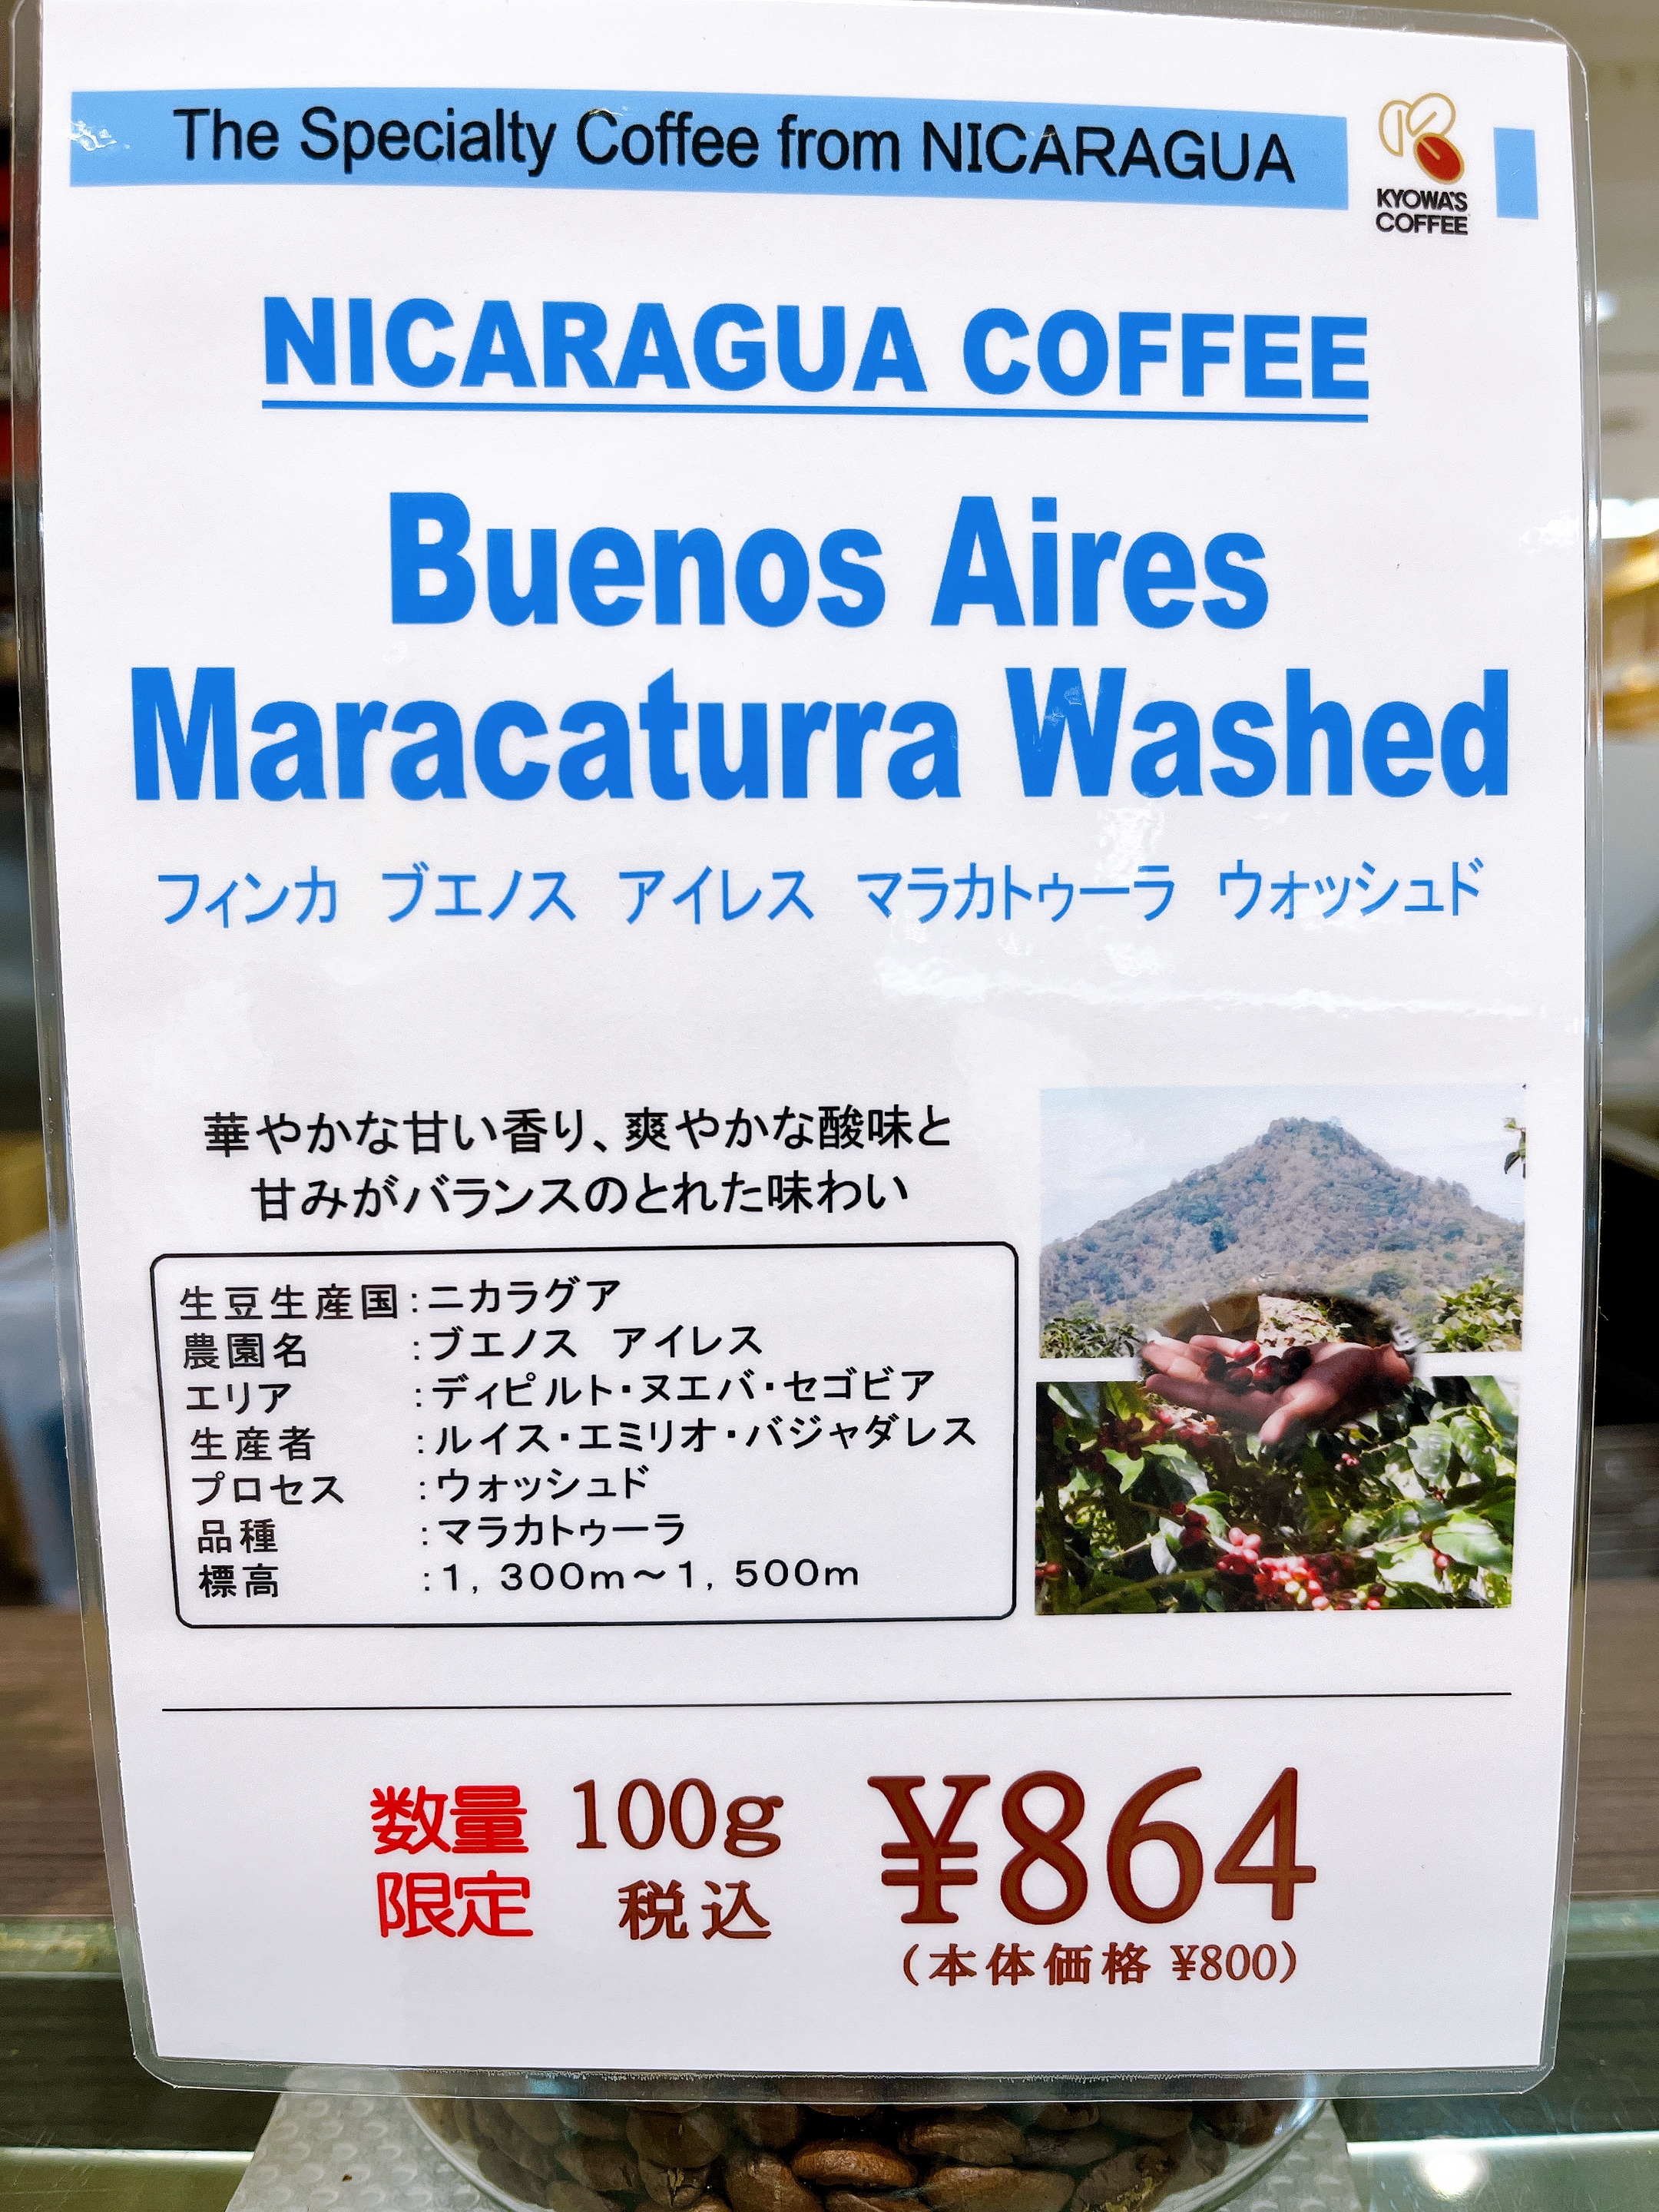 The Specialty Coffee from NICARAGUA
KYOWA'S
COFFEE
NICARAGUA COFFEE
Buenos Aires
Maracaturra Washed
フィンカ ブエノス アイレス マラカトゥーラ ウォッシュド
華やかな甘い香り、爽やかな酸味と
甘みがバランスのとれた味わい
生豆生産国：ニカラグア
農園名：ブエノス アイレス
エリア：ディピルト・ヌエバ・セゴビア
生産者：ルイス・エミリオ・バジャダレス
プロセス：ウォッシュド
品種：マラカトゥーラ
標高：1，300m～1，500m
数量
限定
100g
税込
¥864
（本体価格 ¥800）